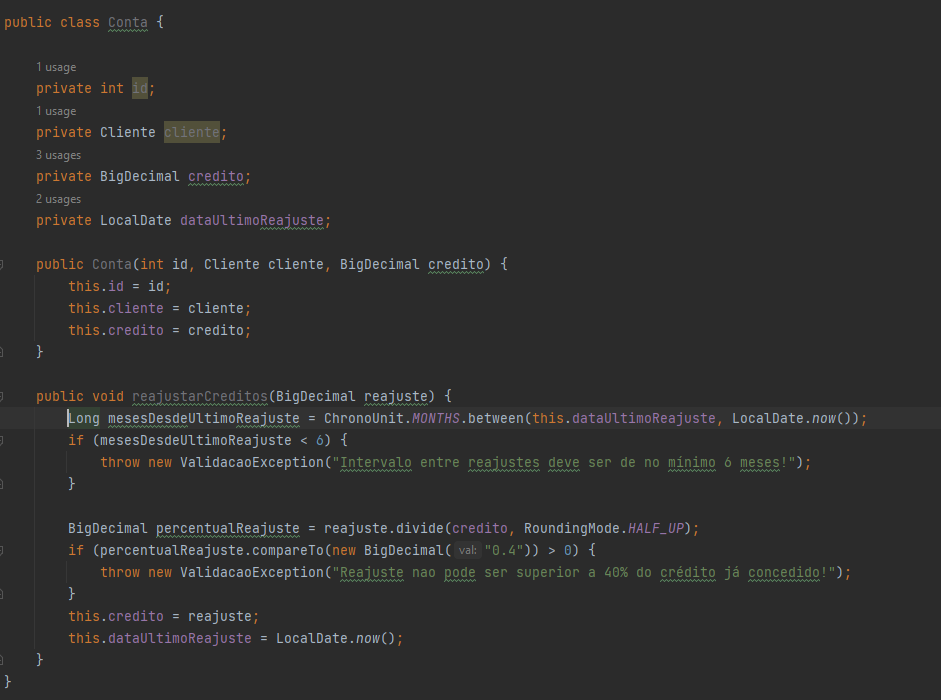 public class Conta {
1 usage
private int id;
1 usage
private Cliente cliente;
3 usages
private BigDecimal credito;
2 usages
private LocalDate dataUltimoReajuste;
public Conta(int id, Cliente cliente, BigDecimal credito) {
this.id = id;
this.cliente = cliente;
this.credito = credito;
}
public void reajustarCreditos(BigDecimal reajuste) {
Long mesesDesdeUltimoReajuste = ChronoUnit.MONTHS.between(this.dataUltimoReajuste, LocalDate.now());
if (mesesDesdeUltimoReajuste < 6) {
throw new ValidacaoException("Intervalo entre reajustes deve ser de no mínimo 6 meses!");
}
BigDecimal percentualReajuste = reajuste.divide(credito, RoundingMode.HALF_UP);
if (percentualReajuste.compareTo(new BigDecimal( val: "0.4")) > 0) {
throw new ValidacaoException("Reajuste nao pode ser superior a 40% do crédito já concedido!");
}
this.credito = reajuste;
this.dataUltimoReajuste = LocalDate.now();
}
}